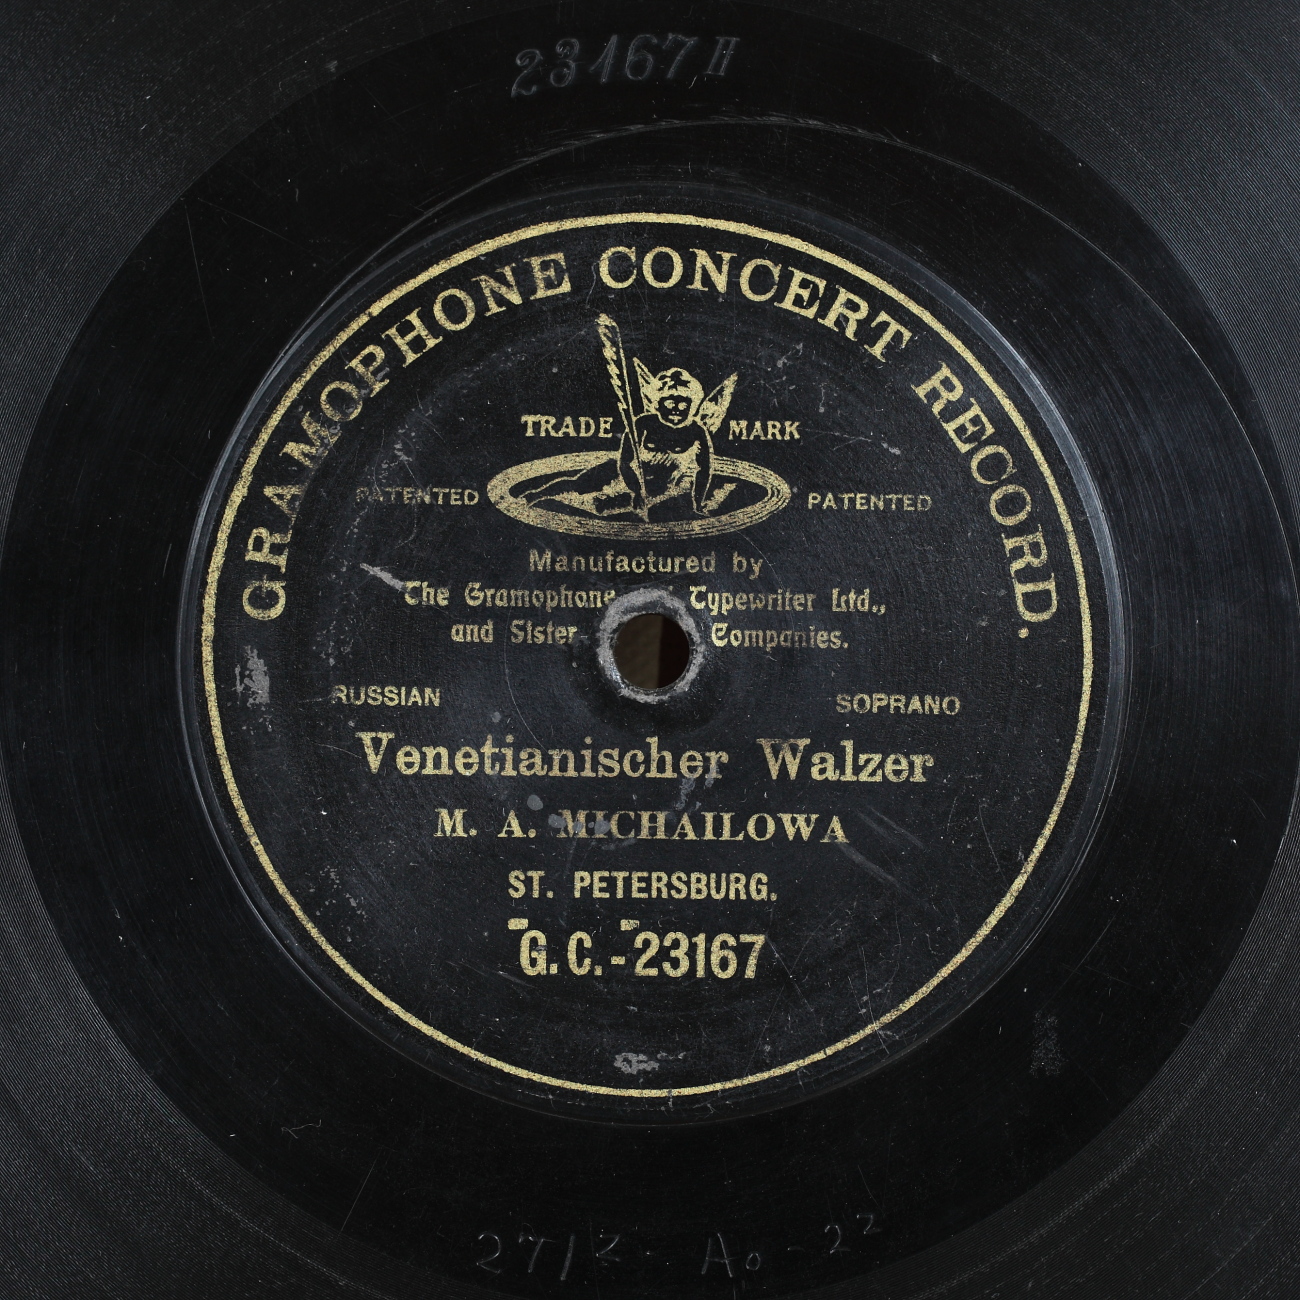 23167 II
GRAMOPHONE CONCERT RECORD.
TRADE MARK
PATENTED PATENTED
Manufactured by
The Gramophone Typewriter Ltd.,
and Sister Companies.
RUSSIAN SOPRANO
Venetianischer Walzer
M. A. MICHAILOWA
ST. PETERSBURG.
G.C.-23167